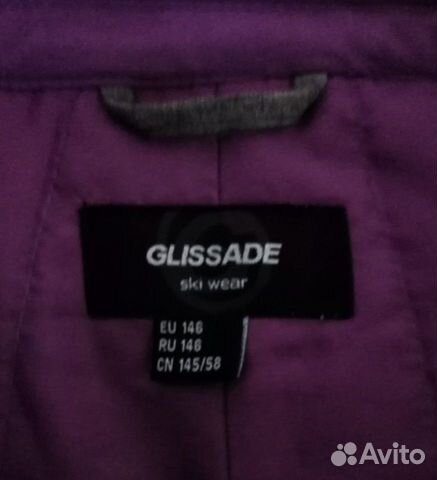 GLISSADE
ski wear
EU 146
RU 146
CN 145/58
Avito